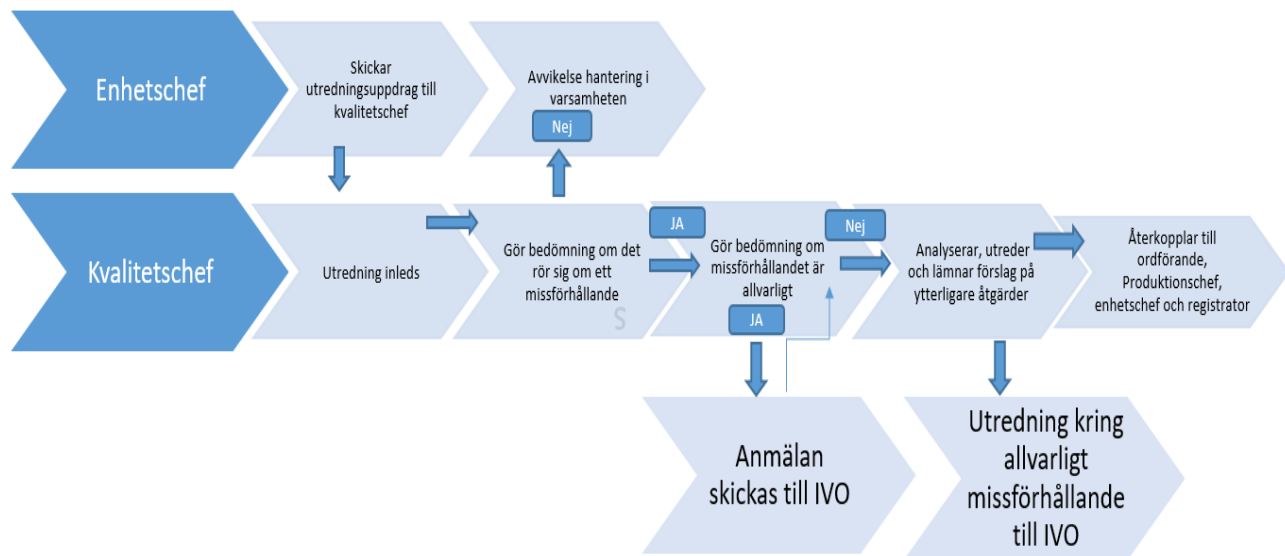 Enhetschef
Skickar
utredningsuppdrag till
kvalitetschef
Avvikelse hantering i
varsamheten
Nej
Kvalitetschef
Utredning inleds
Gör bedömning om det
rör sig om ett
missförhållande
S
JA
Gör bedömning om
missförhållandet är
allvarligt
JA
Nej
Analyserar, utreder
och lämnar förslag på
ytterligare åtgärder
Återkopplar till
ordförande,
Produktionschef,
enhetschef och registrator
Anmälan
skickas till IVO
Utredning kring
allvarligt
missförhållande
till IVO